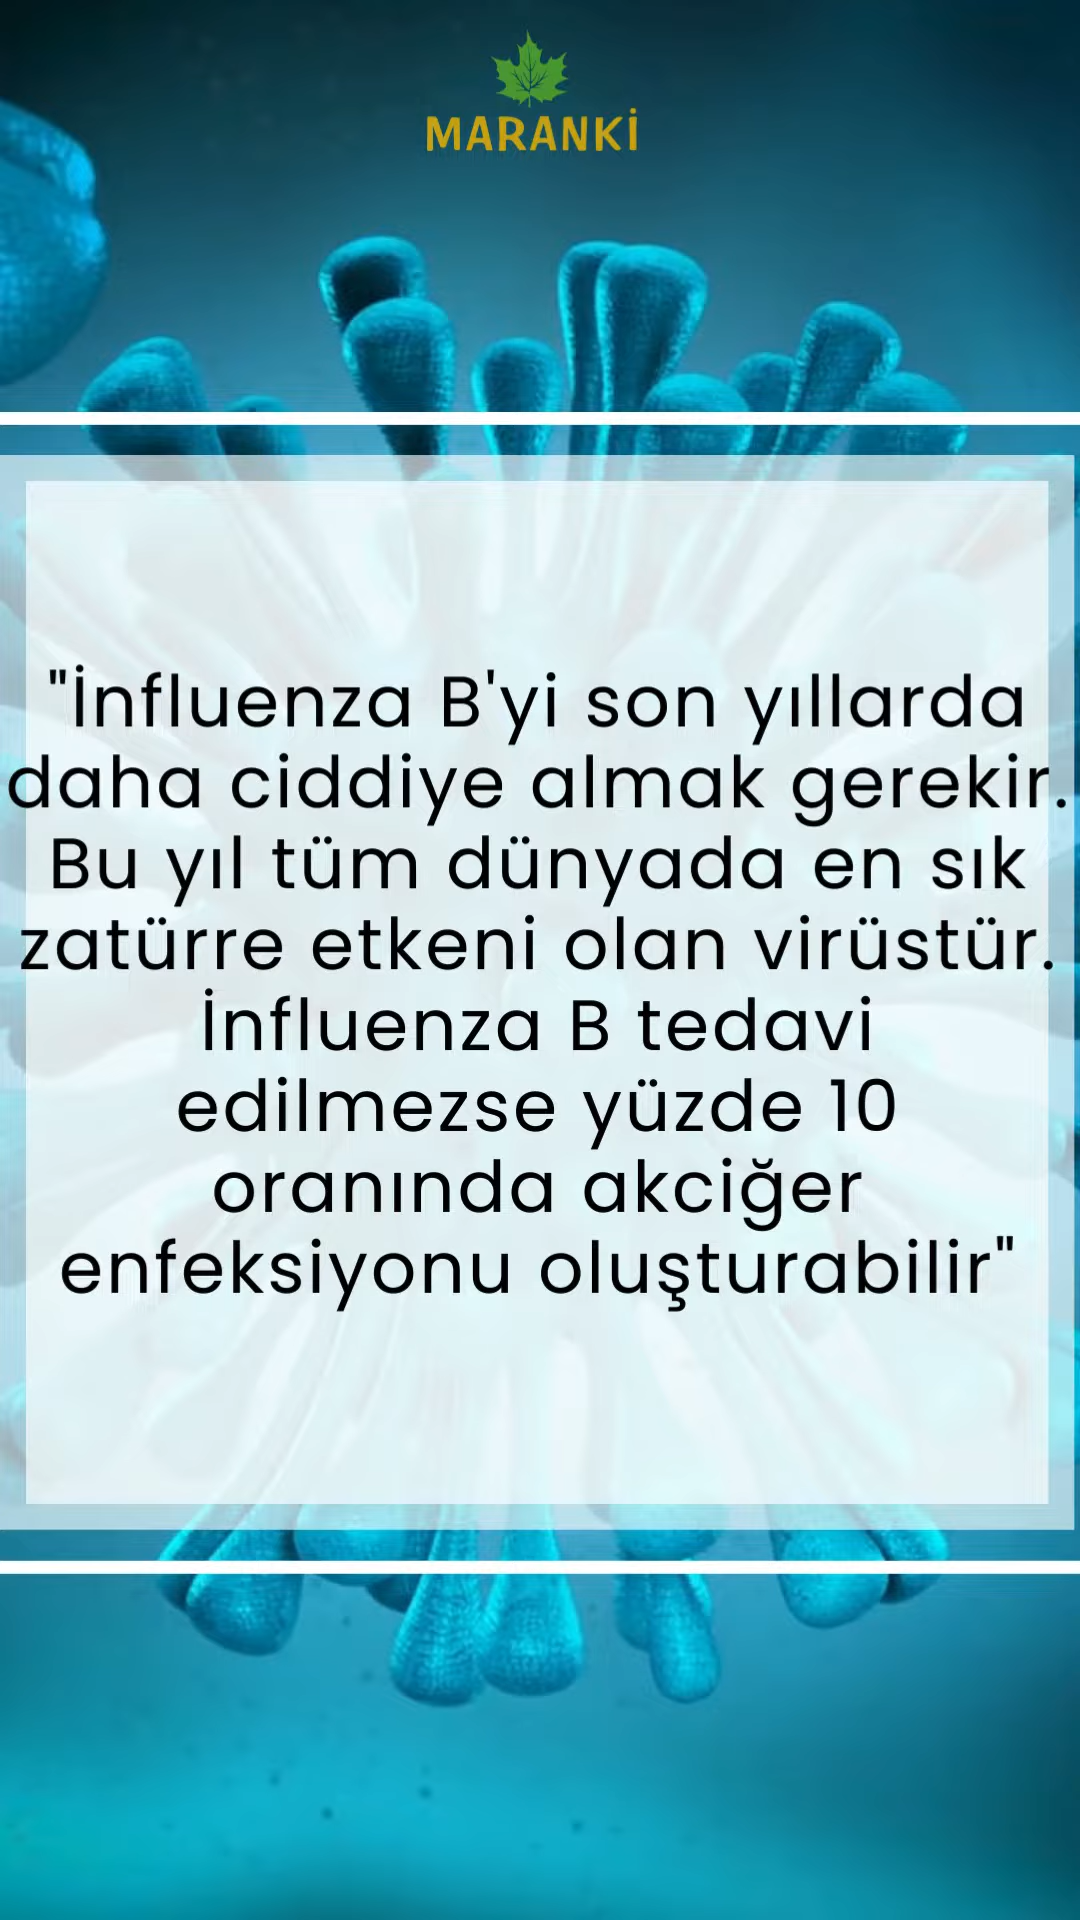 MARANKİ
"İnfluenza B'yi son yıllarda
daha ciddiye almak gerekir.
Bu yıl tüm dünyada en sık
zatürre etkeni olan virüstür.
İnfluenza B tedavi
edilmezse yüzde 10
oranında akciğer
enfeksiyonu oluşturabilir"